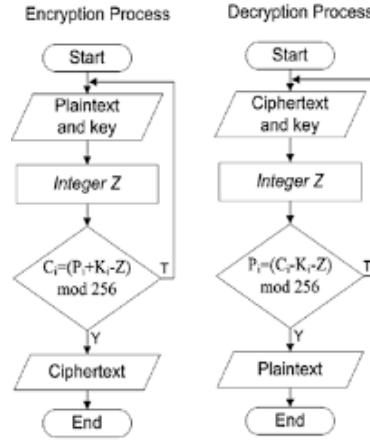 Encryption Process
Start
Plaintext
and key
Integer Z
Cᵢ=(Pᵢ+Kᵢ-Z)
mod 256
T
Y
Ciphertext
End
Decryption Process
Start
Ciphertext
and key
Integer Z
Pᵢ=(Cᵢ-Kᵢ-Z)
mod 256
T
Y
Plaintext
End